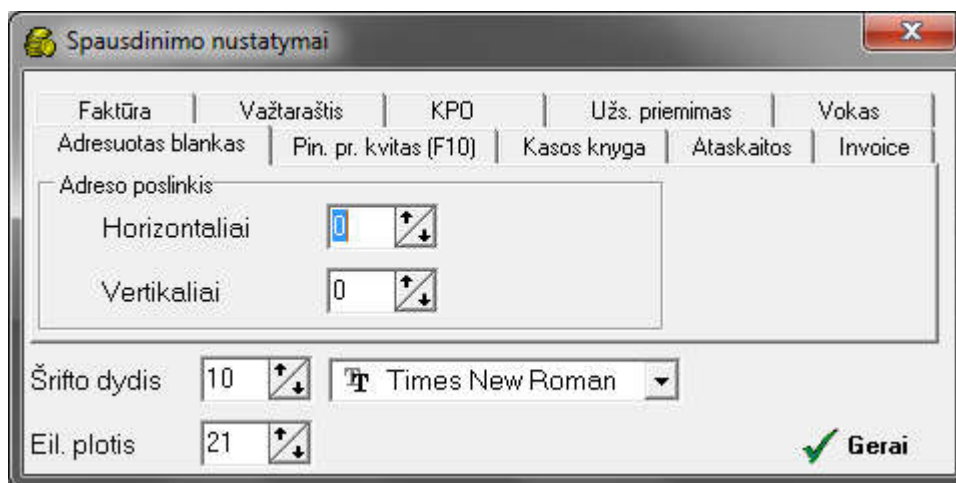 Spausdinimo nustatymai
Faktūra Važtaraštis KPO Užs. priemimas Vokas
Adresuotas blankas Pin. pr. kvitas (F10) Kasos knyga Ataskaitos Invoice
Adreso poslinkis
Horizontaliai 0
Vertikaliai 0
Šrifto dydis 10 Times New Roman
Eil. plotis 21 Gerai